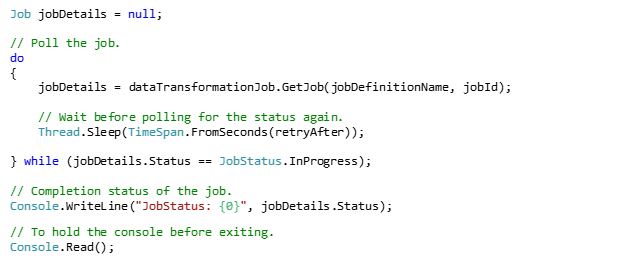 Job jobDetails = null;
// Poll the job.
do
{
    jobDetails = dataTransformationJob.GetJob(jobDefinitionName, jobId);
    // Wait before polling for the status again.
    Thread.Sleep(TimeSpan.FromSeconds(retryAfter));
} while (jobDetails.Status == JobStatus.InProgress);
// Completion status of the job.
Console.WriteLine("JobStatus: {0}", jobDetails.Status);
// To hold the console before exiting.
Console.Read();